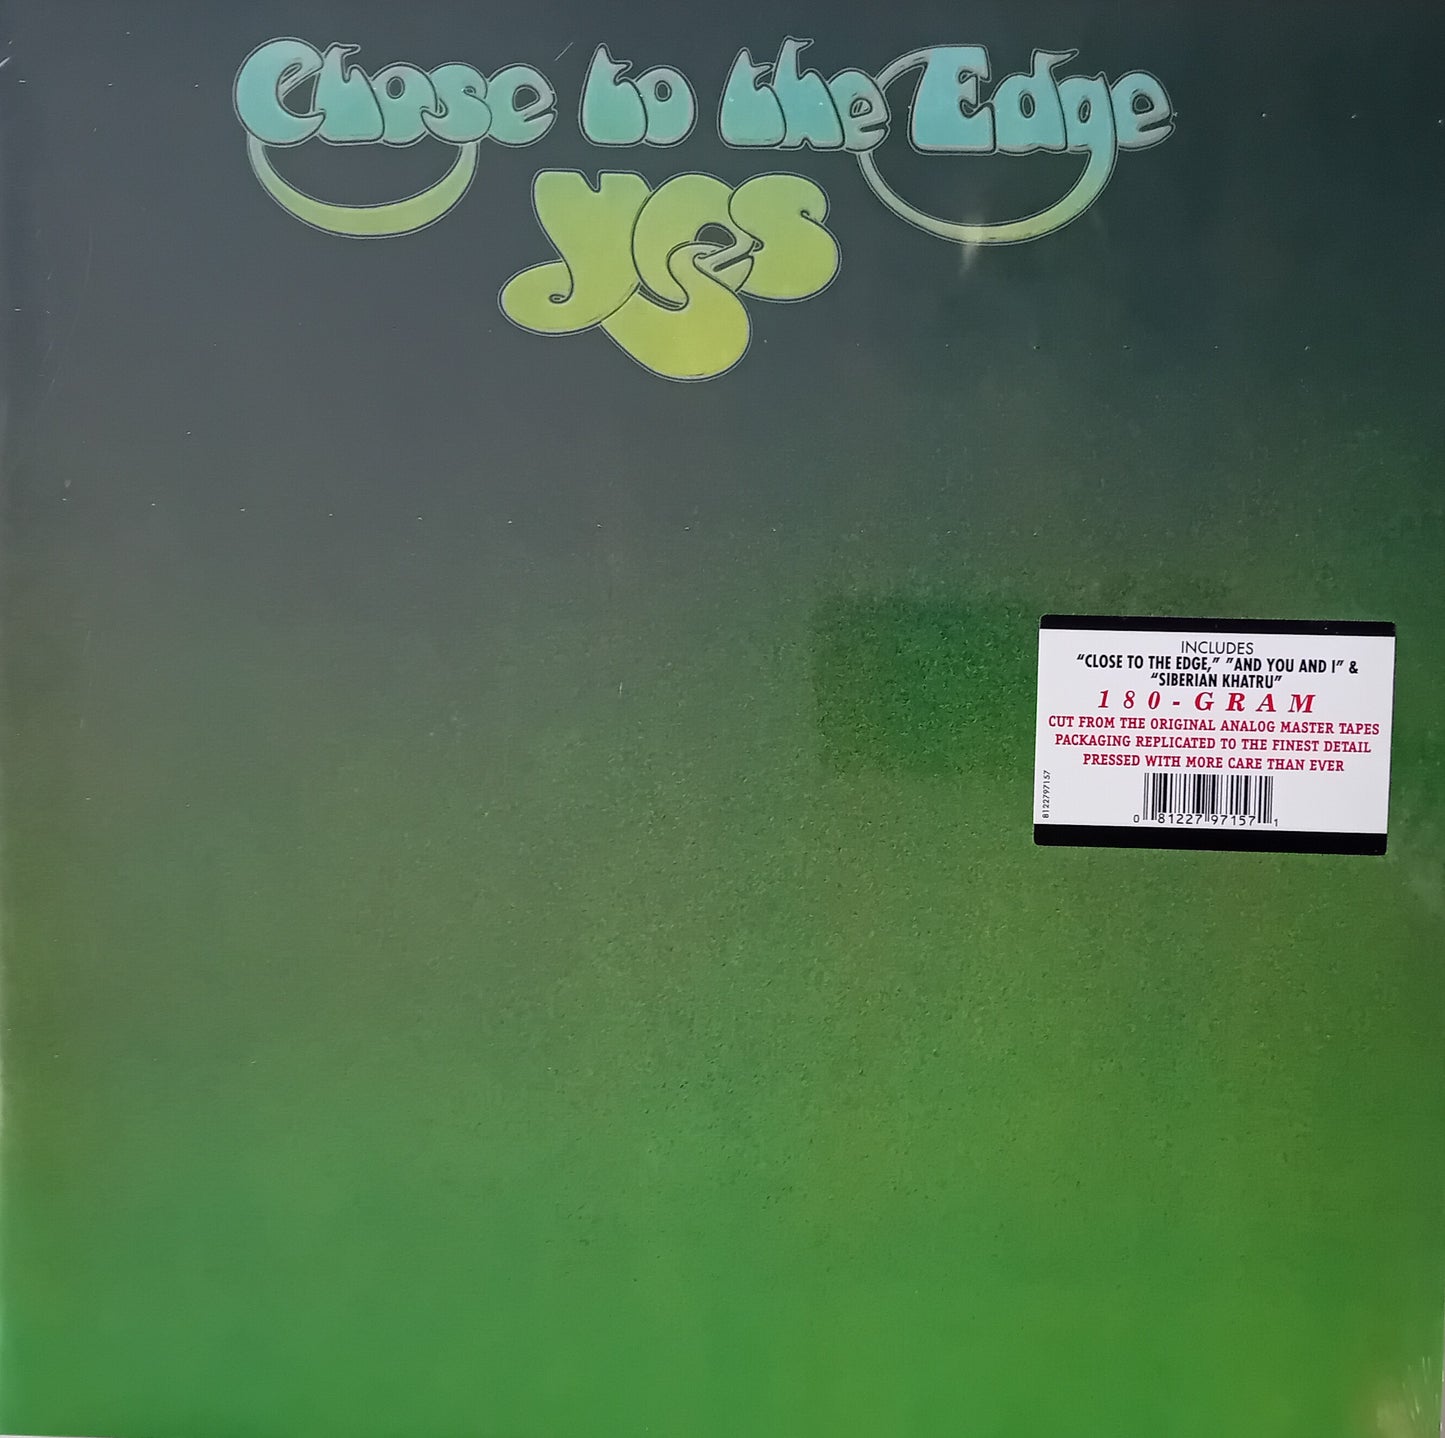 Close to the Edge
Yes
INCLUDES
“CLOSE TO THE EDGE,” ”AND YOU AND I” &
“SIBERIAN KHATRU”
180-GRAM
CUT FROM THE ORIGINAL ANALOG MASTER TAPES
PACKAGING REPLICATED TO THE FINEST DETAIL
PRESSED WITH MORE CARE THAN EVER
8122797157
0 81227 97157 1